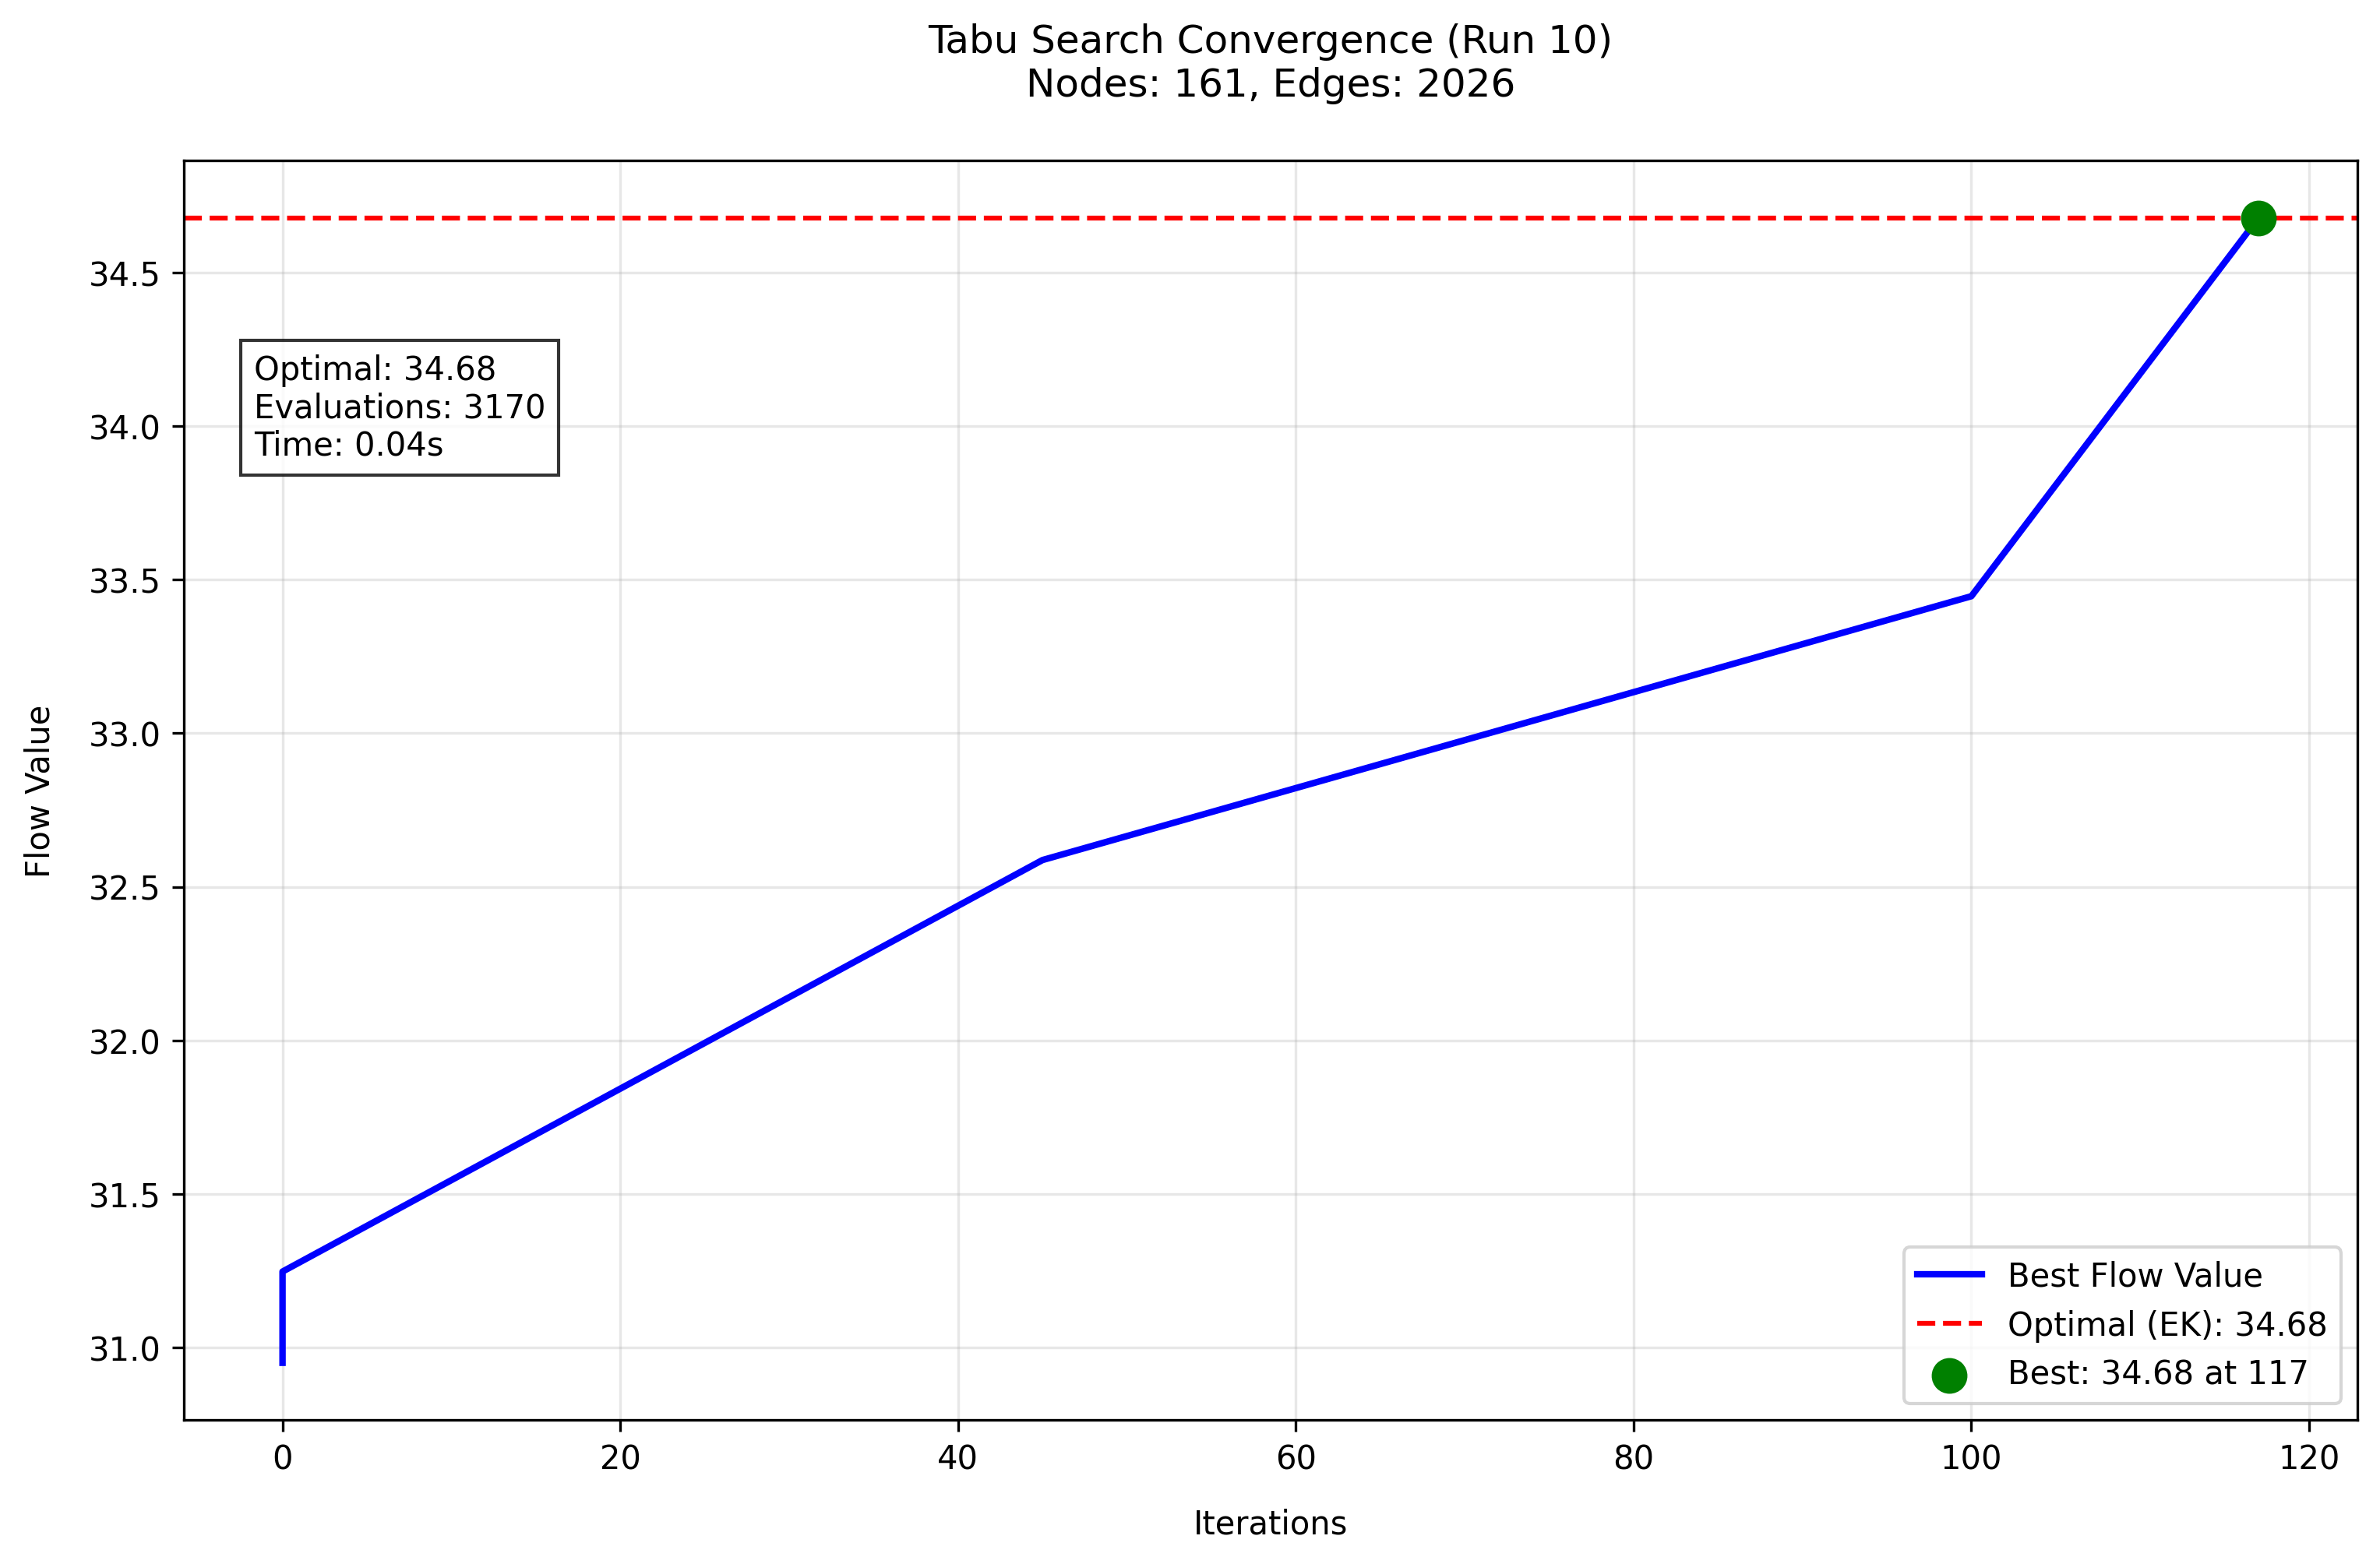 Tabu Search Convergence (Run 10)
Nodes: 161, Edges: 2026
Flow Value
34.5
34.0
33.5
33.0
32.5
32.0
31.5
31.0
Optimal: 34.68
Evaluations: 3170
Time: 0.04s
Best Flow Value
Optimal (EK): 34.68
Best: 34.68 at 117
0 20 40 60 80 100 120
Iterations